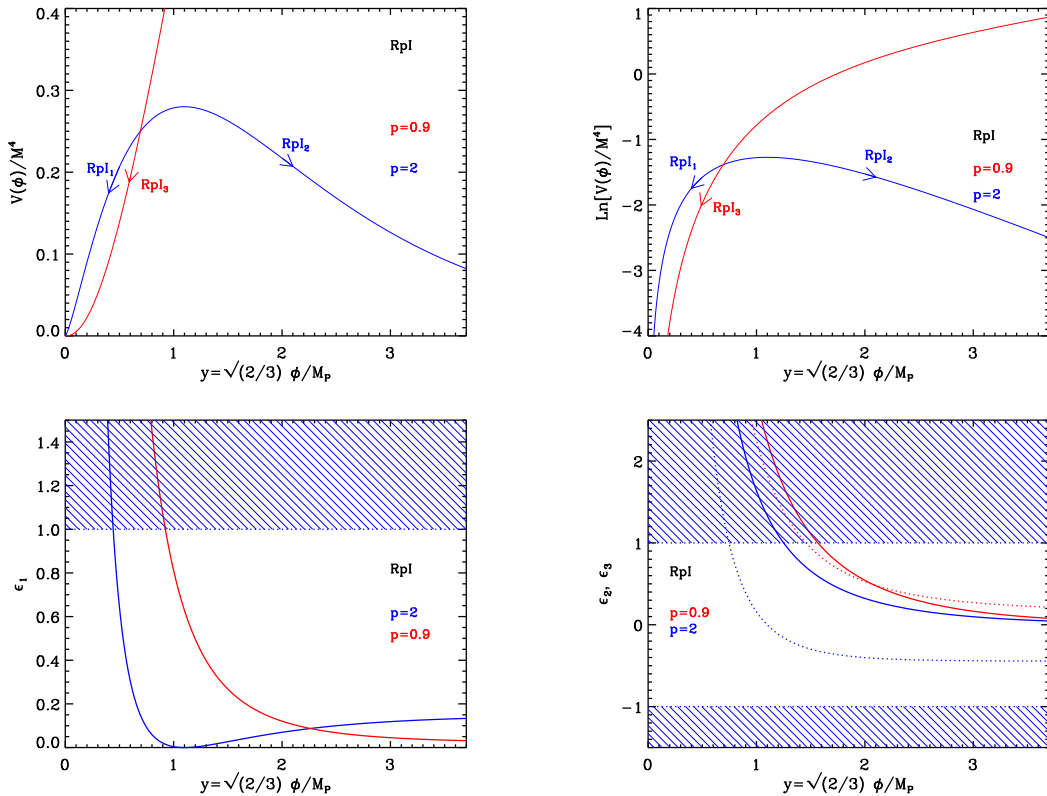 0.4
0.3
0.2
0.1
0.0
V(φ)/M⁴
RpI
p=0.9
p=2
RpI₁
RpI₂
RpI₃
0 1 2 3
y=√(2/3) φ/Mₚ
1
0
−1
−2
−3
−4
Ln[V(φ)/M⁴]
RpI
p=0.9
p=2
RpI₁
RpI₂
RpI₃
0 1 2 3
y=√(2/3) φ/Mₚ
1.4
1.2
1.0
0.8
0.6
0.4
0.2
0.0
ϵ₁
RpI
p=2
p=0.9
0 1 2 3
y=√(2/3) φ/Mₚ
2
1
0
−1
ϵ₂, ϵ₃
RpI
p=0.9
p=2
0 1 2 3
y=√(2/3) φ/Mₚ